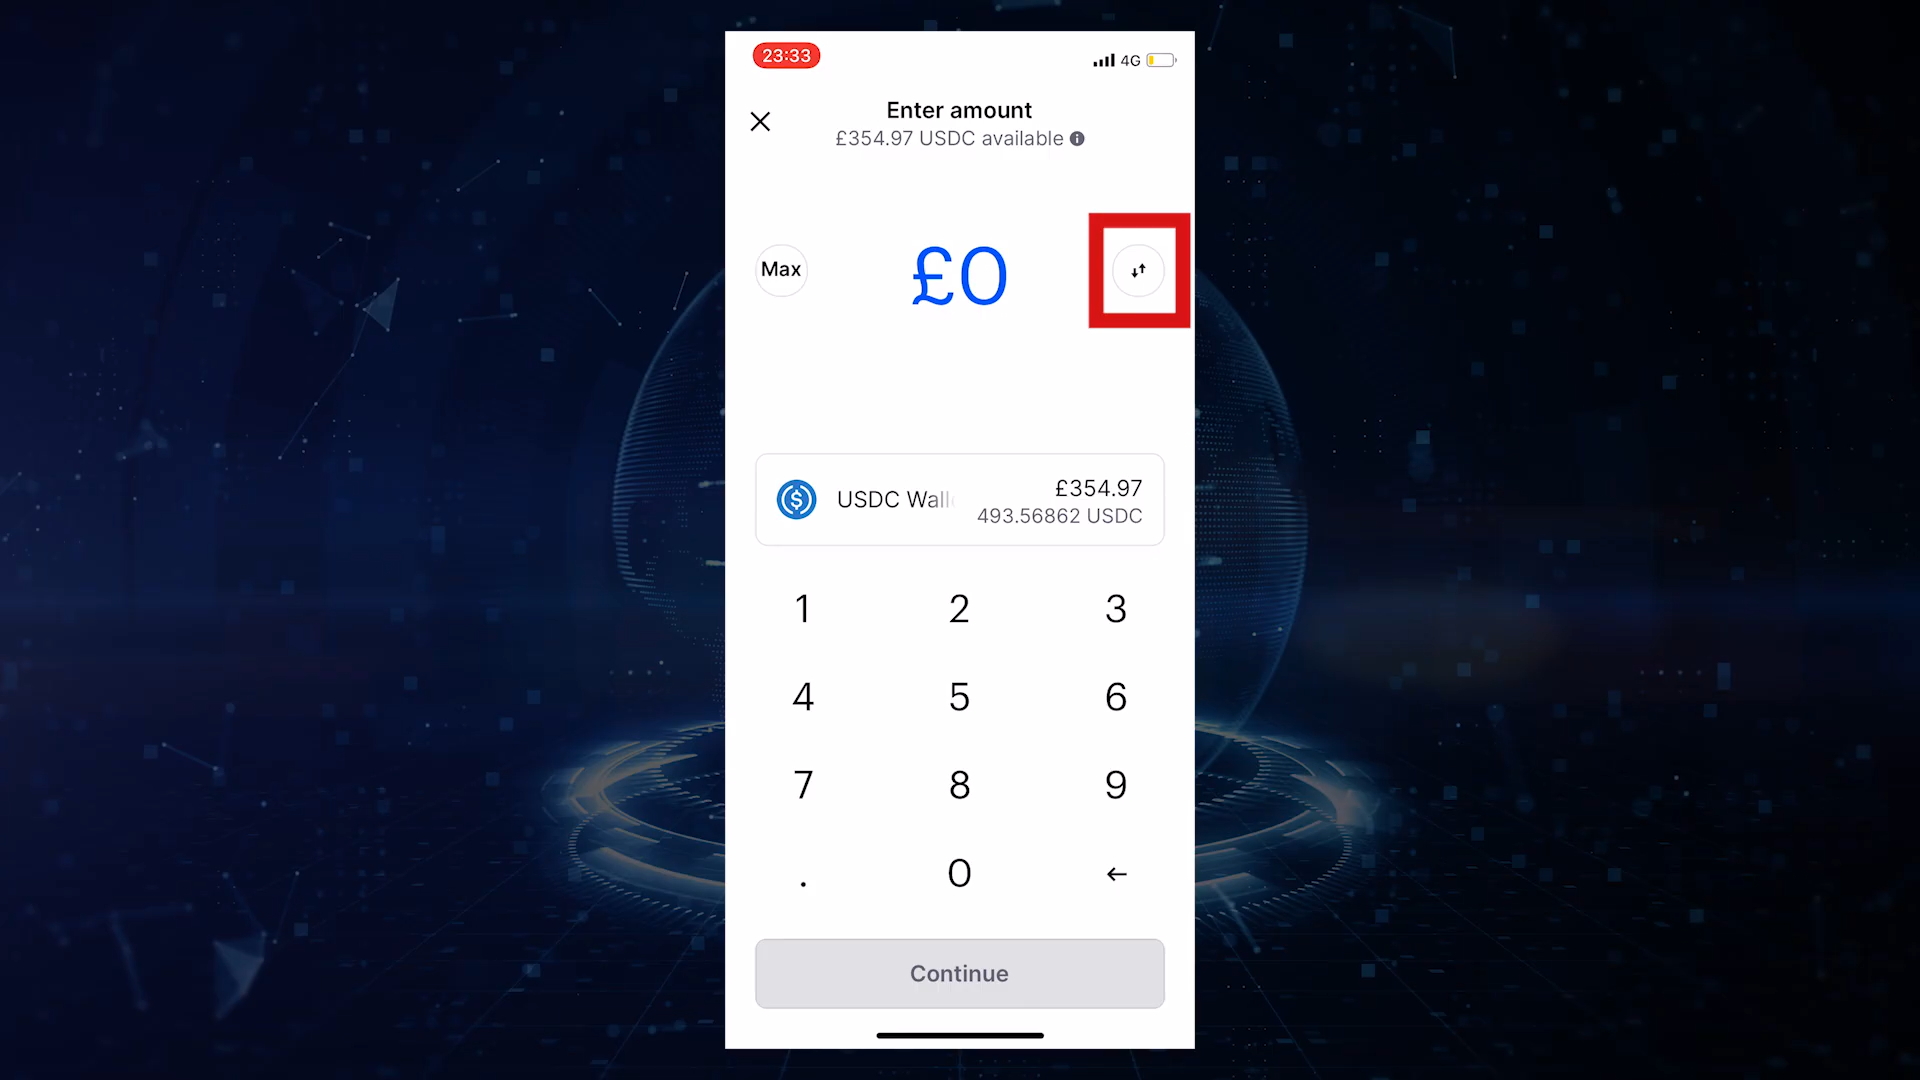 23:33
4G
Enter amount
£354.97 USDC available
Max
£0
USDC Wall
£354.97
493.56862 USDC
1 2 3
4 5 6
7 8 9
. 0
Continue